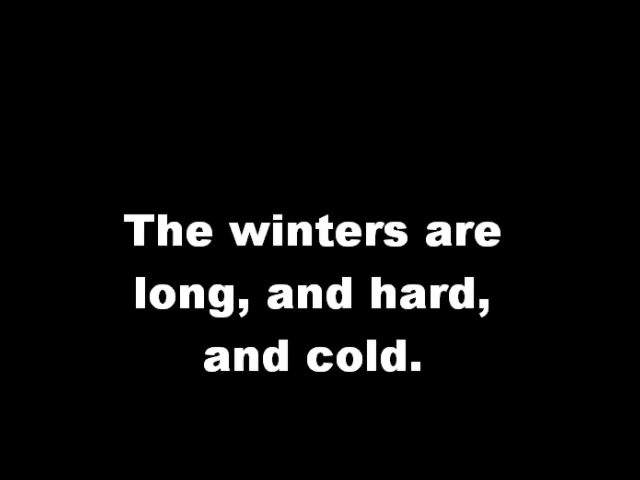 The winters are
long, and hard,
and cold.